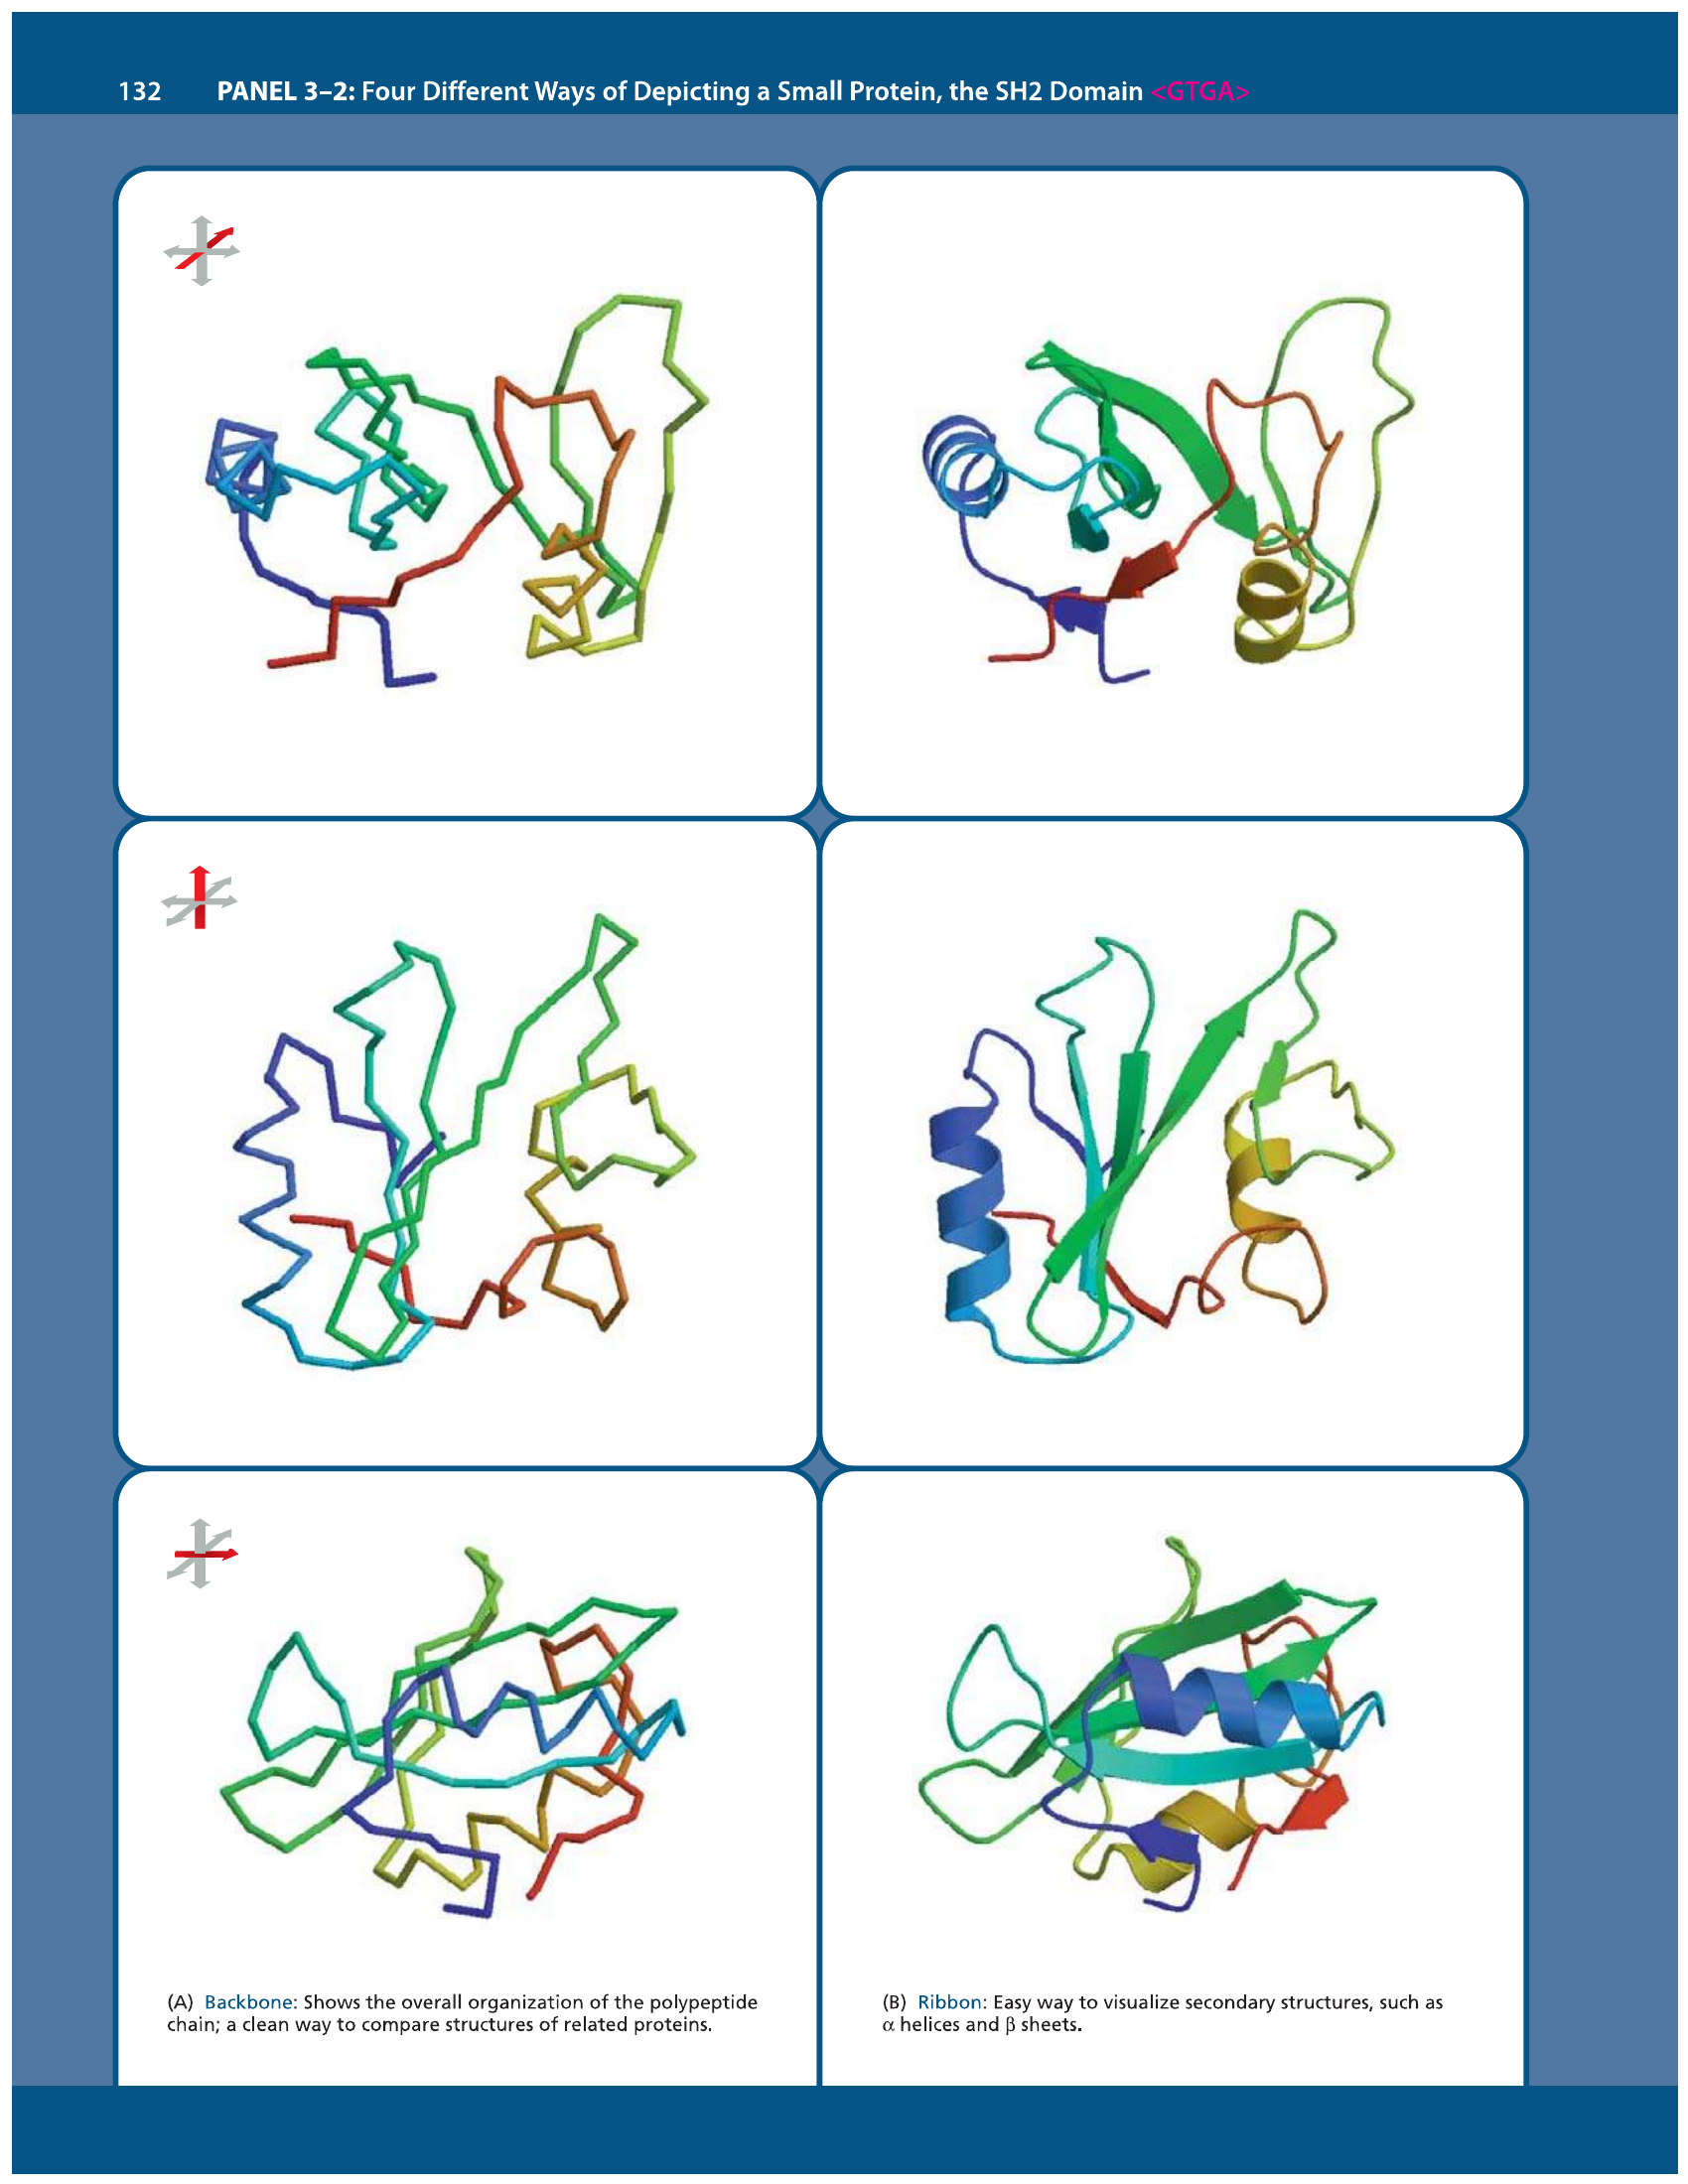 132 PANEL 3–2: Four Different Ways of Depicting a Small Protein, the SH2 Domain <GTGA>
(A) Backbone: Shows the overall organization of the polypeptide
chain; a clean way to compare structures of related proteins.
(B) Ribbon: Easy way to visualize secondary structures, such as
α helices and β sheets.